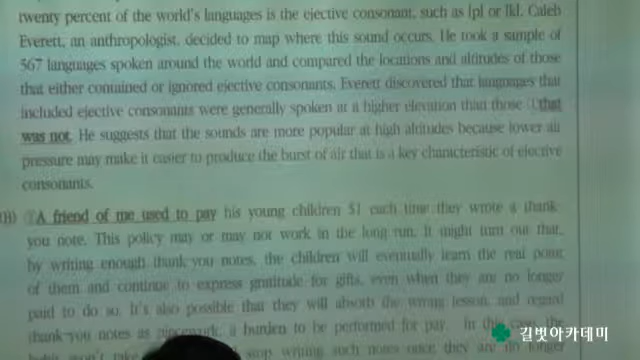 twenty percent of the world's languages is the ejective consonant, such as |p| or |k|. Caleb
Everett, an anthropologist, decided to map where this sound occurs. He took a sample of
567 languages spoken around the world and compared the locations and altitudes of those
that either contained or ignored ejective consonants. Everett discovered that languages that
included ejective consonants were generally spoken at a higher elevation than those that
was not. He suggests that the sounds are more popular at high altitudes because lower air
pressure may make it easier to produce the burst of air that is a key characteristic of ejective
consonants.
A friend of me used to pay his young children $1 each time they wrote a thank
you note. This policy may or may not work in the long run. It might turn out that,
by writing enough thank-you notes, the children will eventually learn the real point
of them and continue to express gratitude for gifts, even when they are no longer
paid to do so. It's also possible that they will absorb the wrong lesson, and regard
thank-you notes as piecework, a burden to be performed for pay. In this case, the
stop writing such notes once they are no longer
길벗아카데미